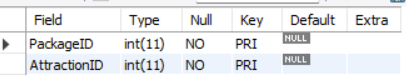 Field Type Null Key Default Extra
PackageID int(11) NO PRI NULL
AttractionID int(11) NO PRI NULL